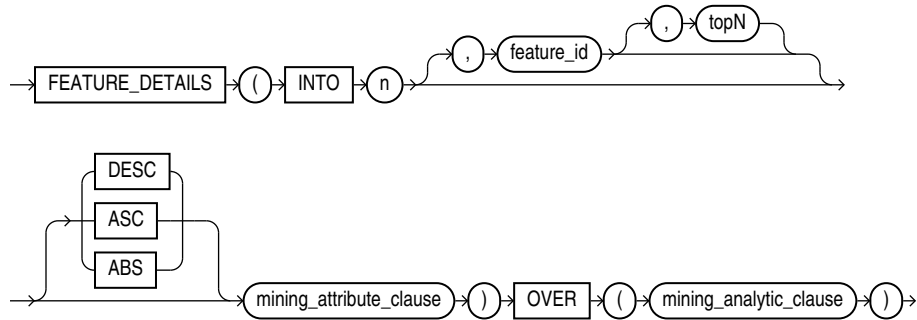 , topN
, feature_id
FEATURE_DETAILS ( INTO n
DESC
ASC
ABS
mining_attribute_clause ) OVER ( mining_analytic_clause )